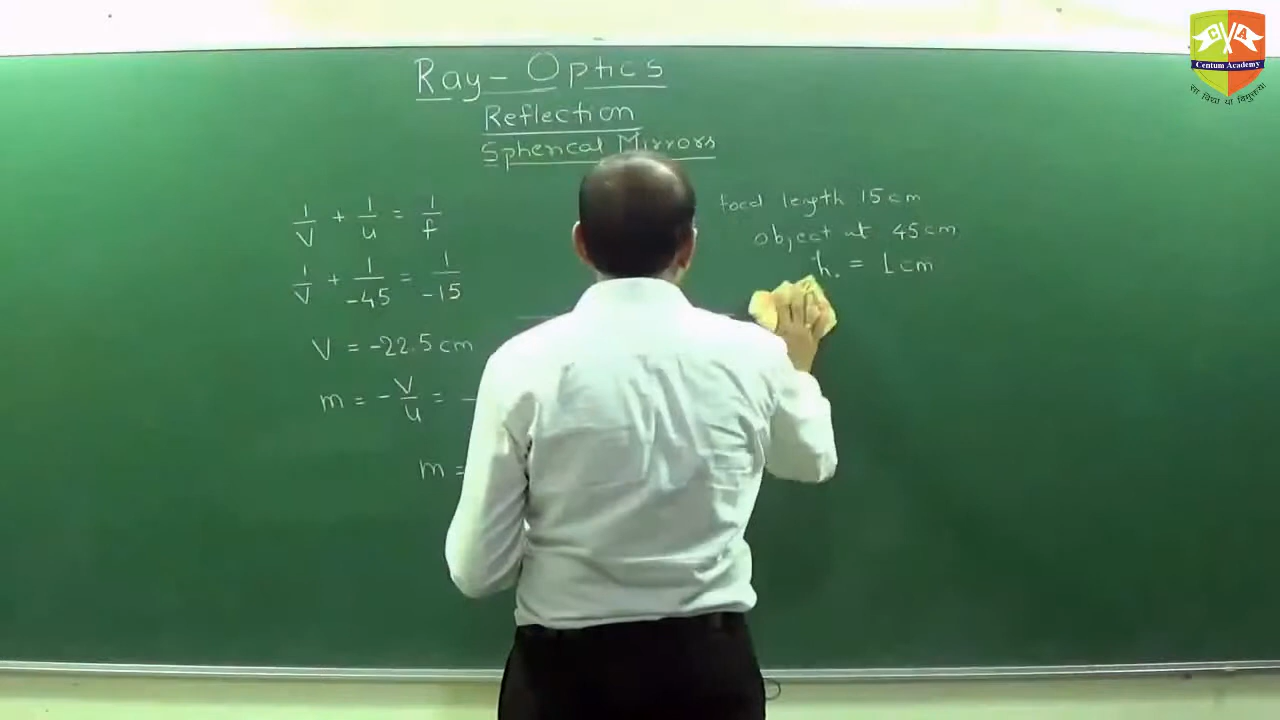 Ray-Optics
Reflection
Spherical Mirrors
1/V + 1/u = 1/f
1/V + 1/-45 = 1/-15
V = -22.5 cm
m = - V/u = -
m =
focal length 15 cm
object at 45 cm
h. = 1 cm
C A
Centum Academy
सा विद्या या विमुक्तया